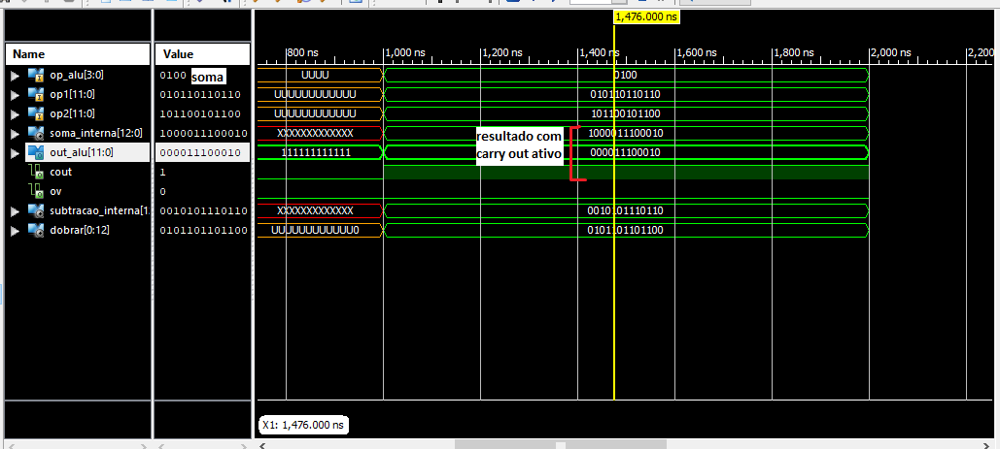 1,476.000 ns
Name
Value
800 ns
1,000 ns
1,200 ns
1,400 ns
1,600 ns
1,800 ns
2,000 ns
2,200
op_alu[3:0]
0100
soma
UUUU
0100
op1[11:0]
010110110110
UUUUUUUUUUUU
010110110110
op2[11:0]
101100101100
UUUUUUUUUUUU
101100101100
soma_interna[12:0]
1000011100010
XXXXXXXXXXXXX
resultado com
1000011100010
out_alu[11:0]
000011100010
111111111111
carry out ativo
000011100010
cout
1
ov
0
subtracao_interna[1
0010101110110
XXXXXXXXXXXXX
0010101110110
dobrar[0:12]
0101101101100
UUUUUUUUUUUU0
0101101101100
X1: 1,476.000 ns